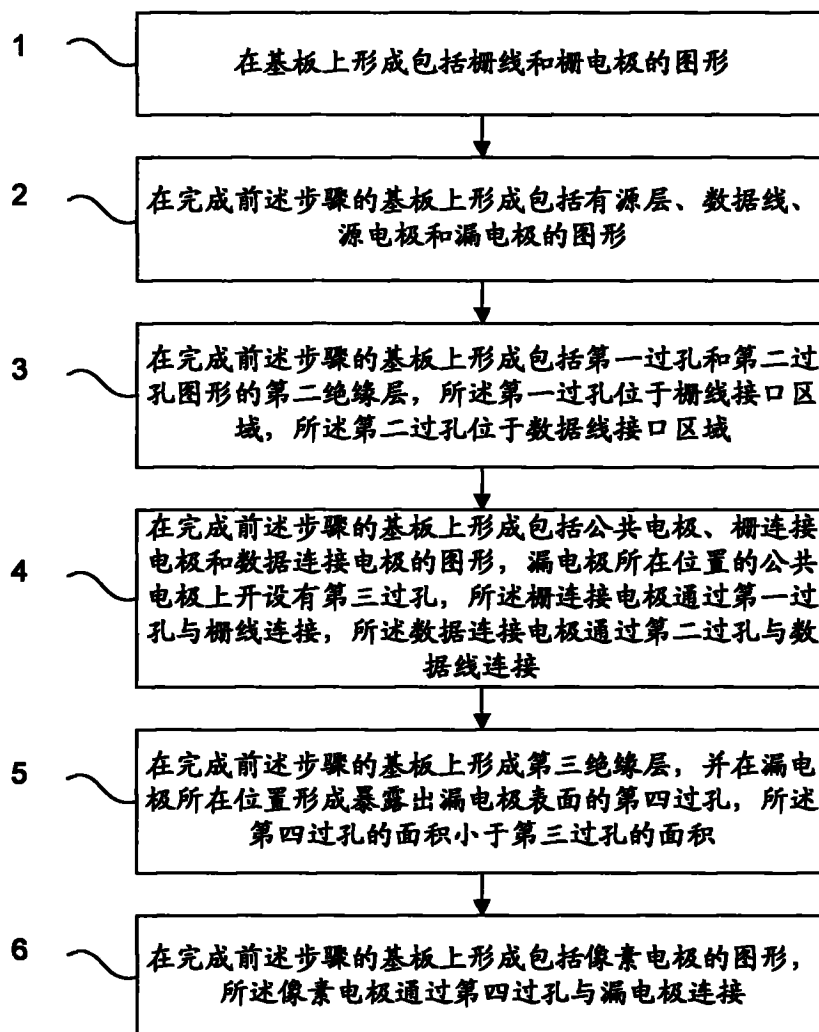 1
在基板上形成包括栅线和栅电极的图形
2
在完成前述步骤的基板上形成包括有源层、数据线、
源电极和漏电极的图形
3
在完成前述步骤的基板上形成包括第一过孔和第二过
孔图形的第二绝缘层，所述第一过孔位于栅线接口区
域，所述第二过孔位于数据线接口区域
4
在完成前述步骤的基板上形成包括公共电极、栅连接
电极和数据连接电极的图形，漏电极所在位置的公共
电极上开设有第三过孔，所述栅连接电极通过第一过
孔与栅线连接，所述数据连接电极通过第二过孔与数
据线连接
5
在完成前述步骤的基板上形成第三绝缘层，并在漏电
极所在位置形成暴露出漏电极表面的第四过孔，所述
第四过孔的面积小于第三过孔的面积
6
在完成前述步骤的基板上形成包括像素电极的图形，
所述像素电极通过第四过孔与漏电极连接